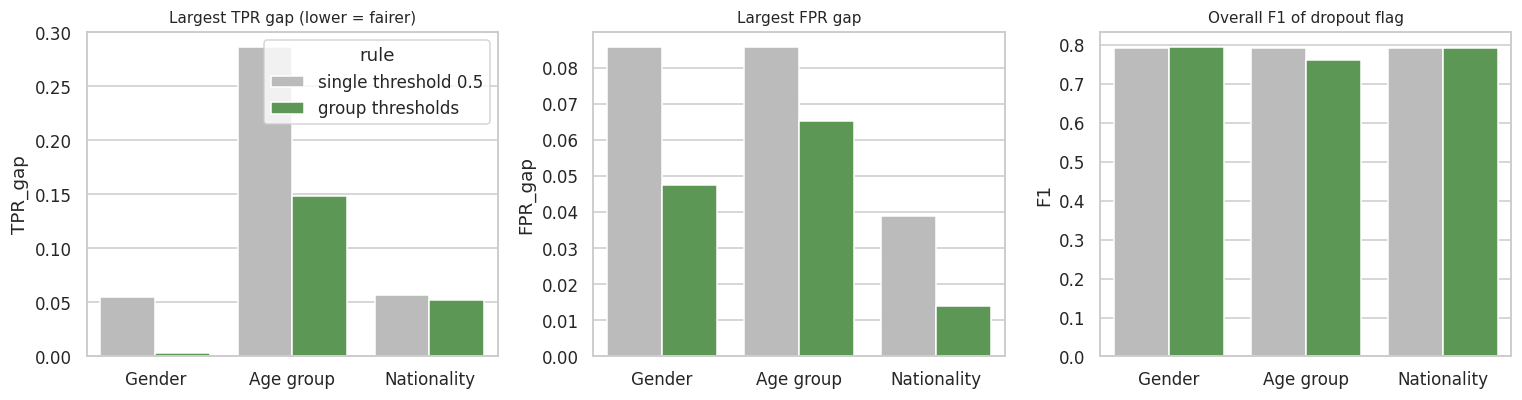 Largest TPR gap (lower = fairer)
TPR_gap
0.30
0.25
0.20
0.15
0.10
0.05
0.00
rule
single threshold 0.5
group thresholds
Gender
Age group
Nationality
Largest FPR gap
FPR_gap
0.08
0.07
0.06
0.05
0.04
0.03
0.02
0.01
0.00
Gender
Age group
Nationality
Overall F1 of dropout flag
F1
0.8
0.7
0.6
0.5
0.4
0.3
0.2
0.1
0.0
Gender
Age group
Nationality